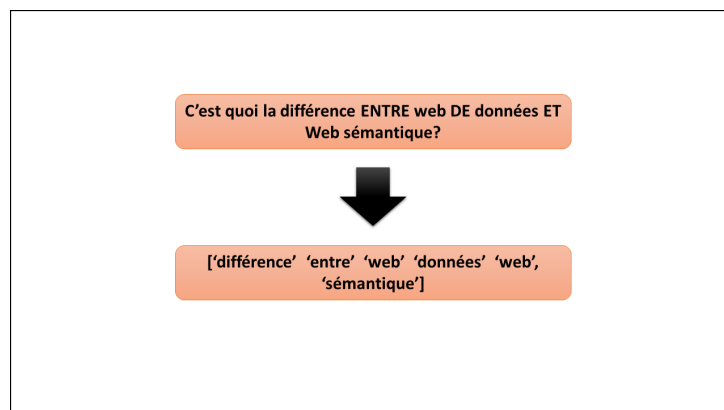 C’est quoi la différence ENTRE web DE données ET
Web sémantique?
[‘différence’ ‘entre’ ‘web’ ‘données’ ‘web’,
‘sémantique’]